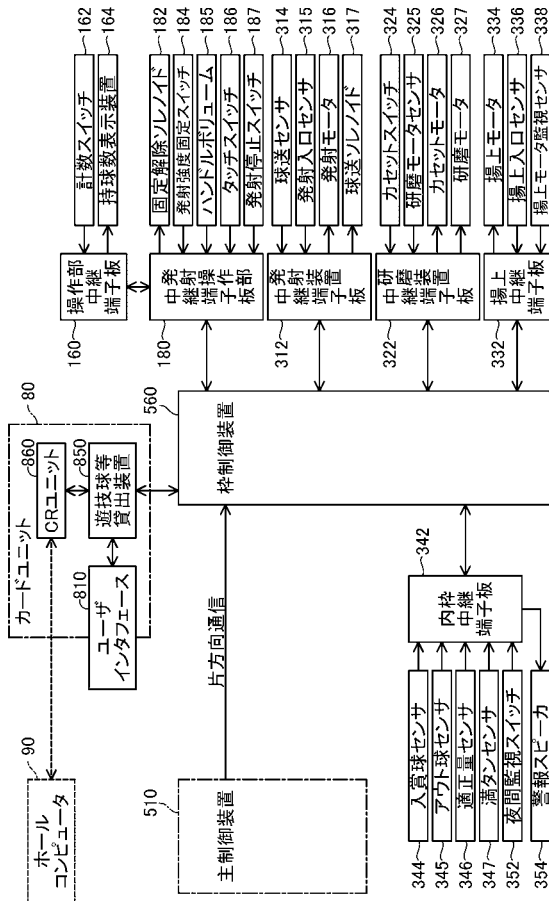 ホール
コンピュータ
90
カードユニット
80
CRユニット
860
遊技球等
貸出装置
850
ユーザ
インタフェース
810
主制御装置
510
片方向通信
枠制御装置
560
操作部
中継
端子板
160
計数スイッチ
162
持球数表示装置
164
発射操作部
中継端子板
180
固定解除ソレノイド
182
発射強度固定スイッチ
184
ハンドルボリューム
185
タッチスイッチ
186
発射停止スイッチ
187
発射装置
中継端子板
312
球送センサ
314
発射入口センサ
315
発射モータ
316
球送ソレノイド
317
研磨装置
中継端子板
322
カセットスイッチ
324
研磨モータセンサ
325
カセットモータ
326
研磨モータ
327
揚上
中継
端子板
332
揚上モータ
334
揚上入口センサ
336
揚上モータ監視センサ
338
内枠
中継
端子板
342
入賞球センサ
344
アウト球センサ
345
適正量センサ
346
満タンセンサ
347
夜間監視スイッチ
352
警報スピーカ
354